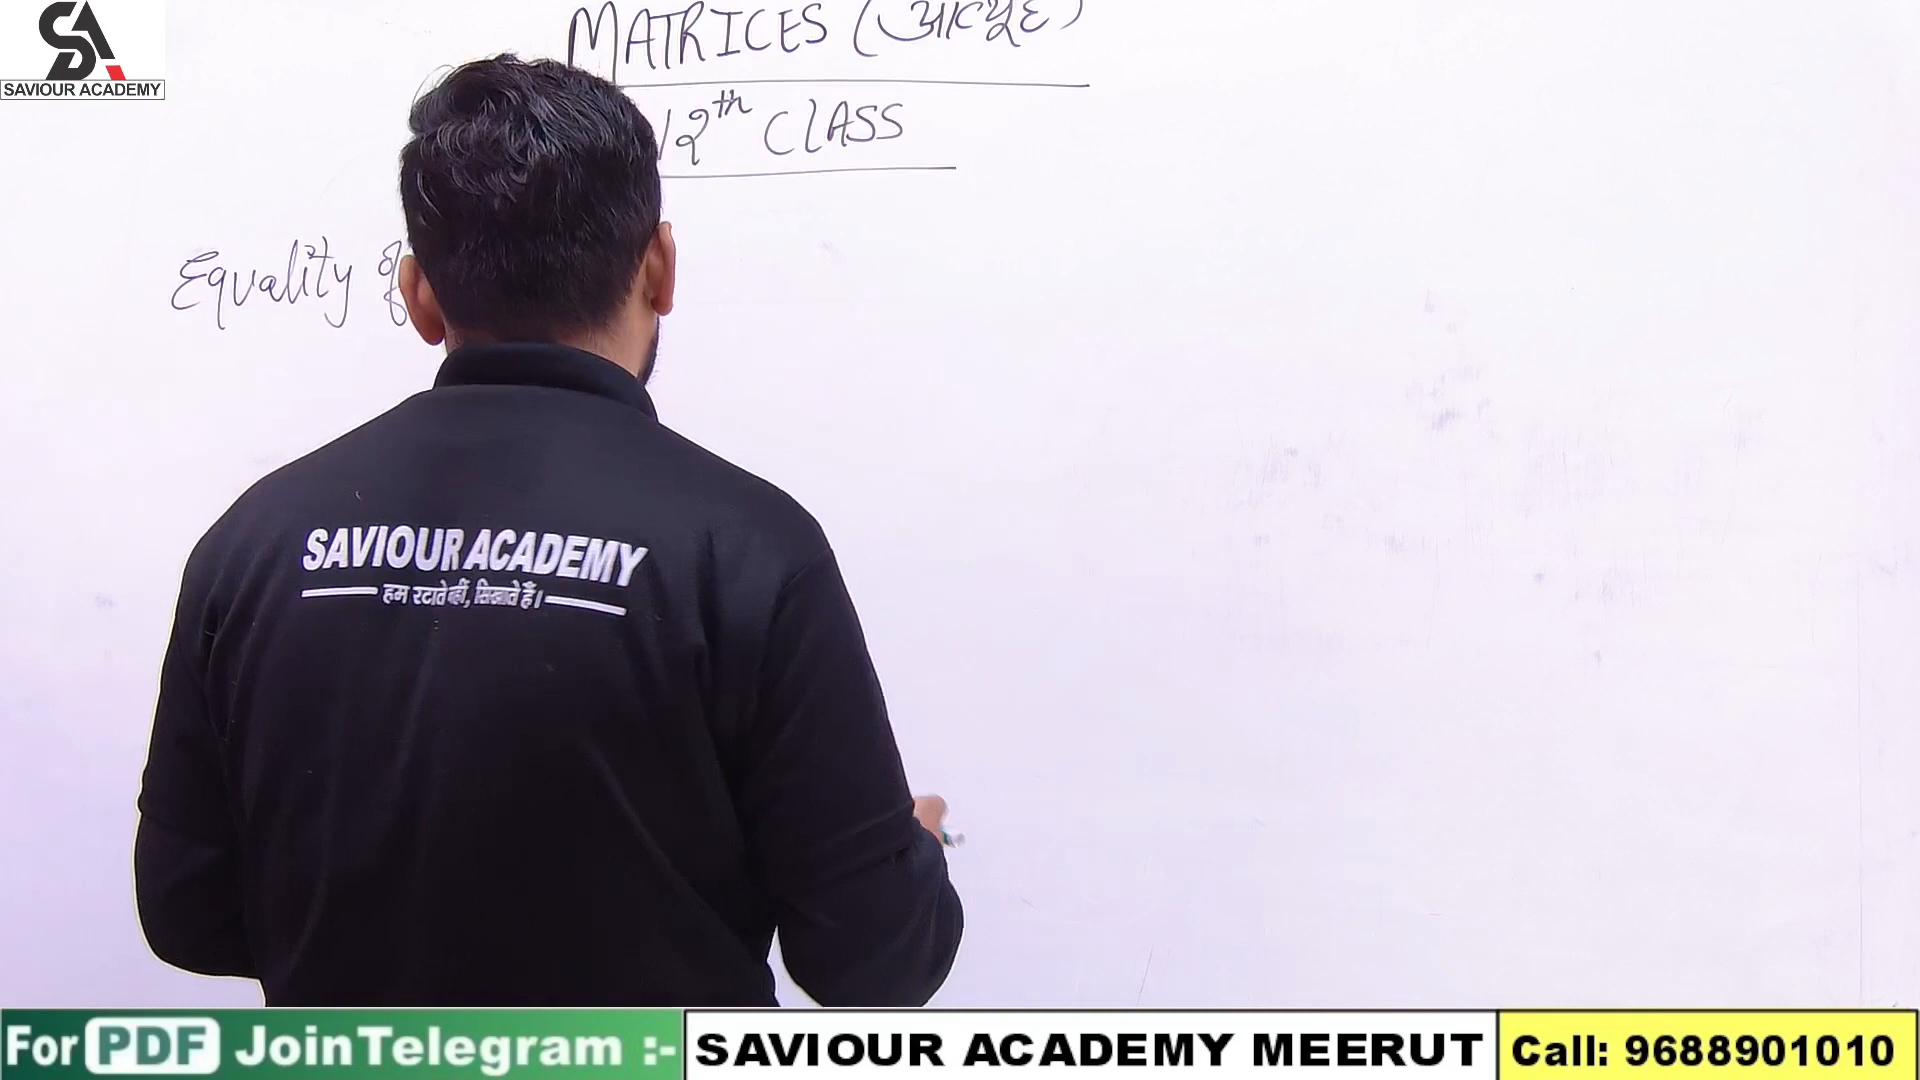 SA
SAVIOUR ACADEMY
MATRICES (आव्यूह)
12th CLASS
Equality of
SAVIOUR ACADEMY
हम रटाते नहीं, सिखाते हैं।
For PDF Join Telegram :- SAVIOUR ACADEMY MEERUT Call: 9688901010